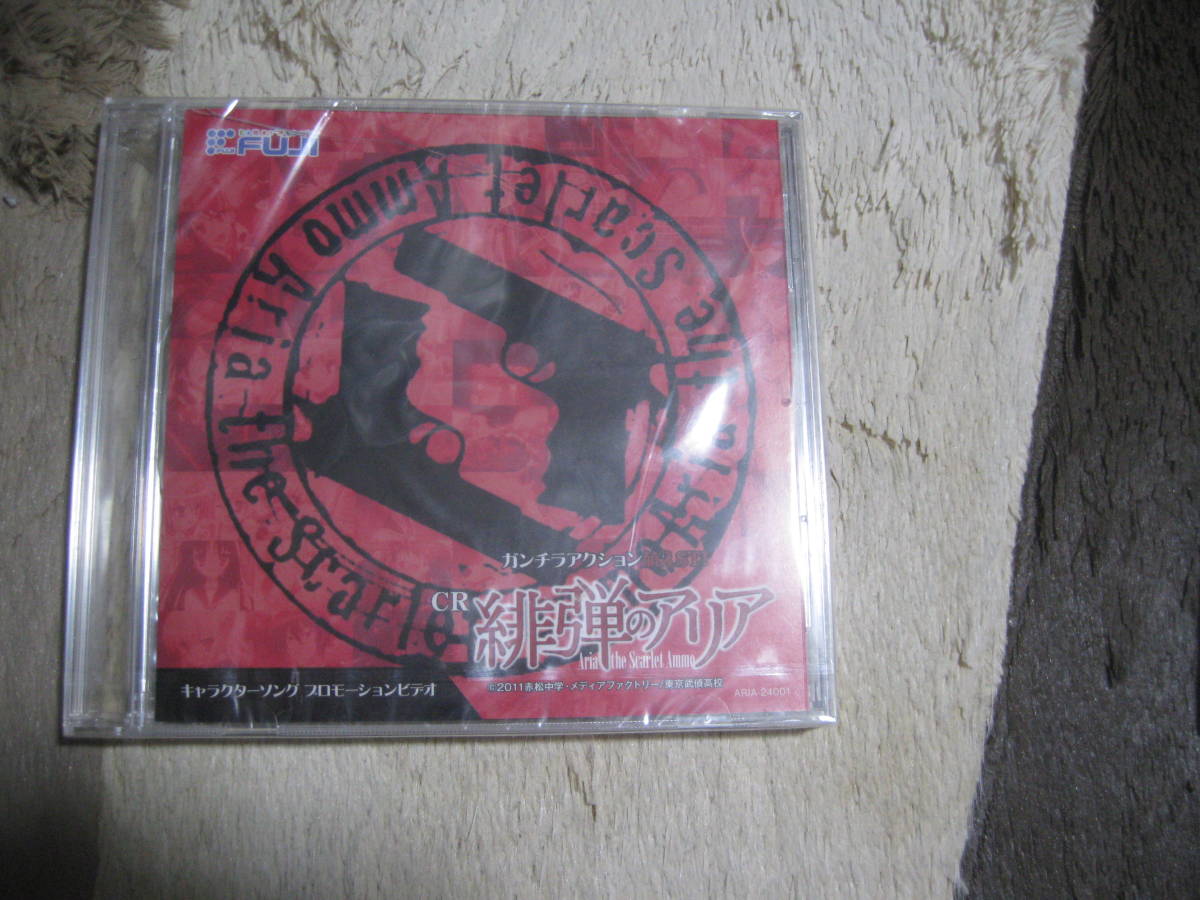 FUJI
Aria the Scarlet Ammo Aria the Scarlet Ammo
ガンチラアクション
CR 緋弾のアリア
Aria the Scarlet Ammo
キャラクターソング プロモーションビデオ
©2011赤松中学・メディアファクトリー/東京武偵高校
ARIA-24001